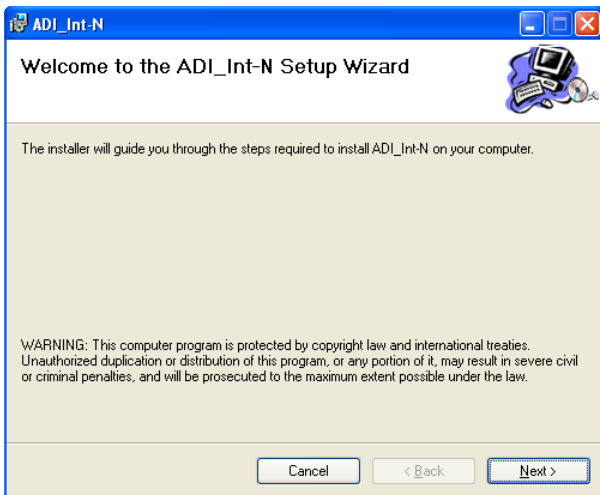 ADI_Int-N
Welcome to the ADI_Int-N Setup Wizard
The installer will guide you through the steps required to install ADI_Int-N on your computer.
WARNING: This computer program is protected by copyright law and international treaties.
Unauthorized duplication or distribution of this program, or any portion of it, may result in severe civil
or criminal penalties, and will be prosecuted to the maximum extent possible under the law.
Cancel
< Back
Next >